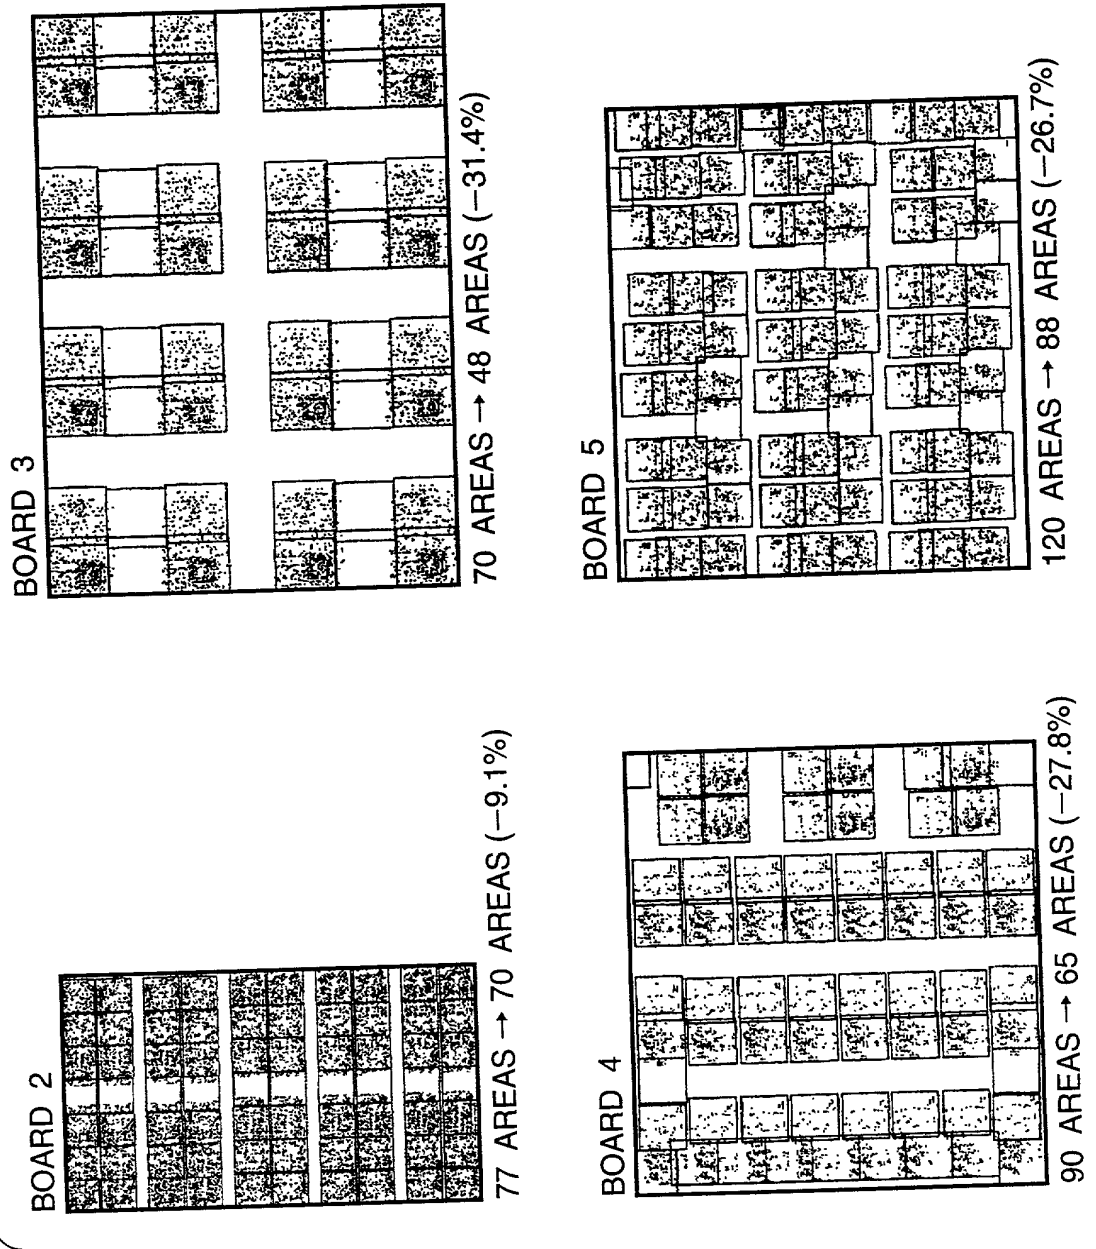 BOARD 2
77 AREAS → 70 AREAS (−9.1%)
BOARD 3
70 AREAS → 48 AREAS (−31.4%)
BOARD 4
90 AREAS → 65 AREAS (−27.8%)
BOARD 5
120 AREAS → 88 AREAS (−26.7%)